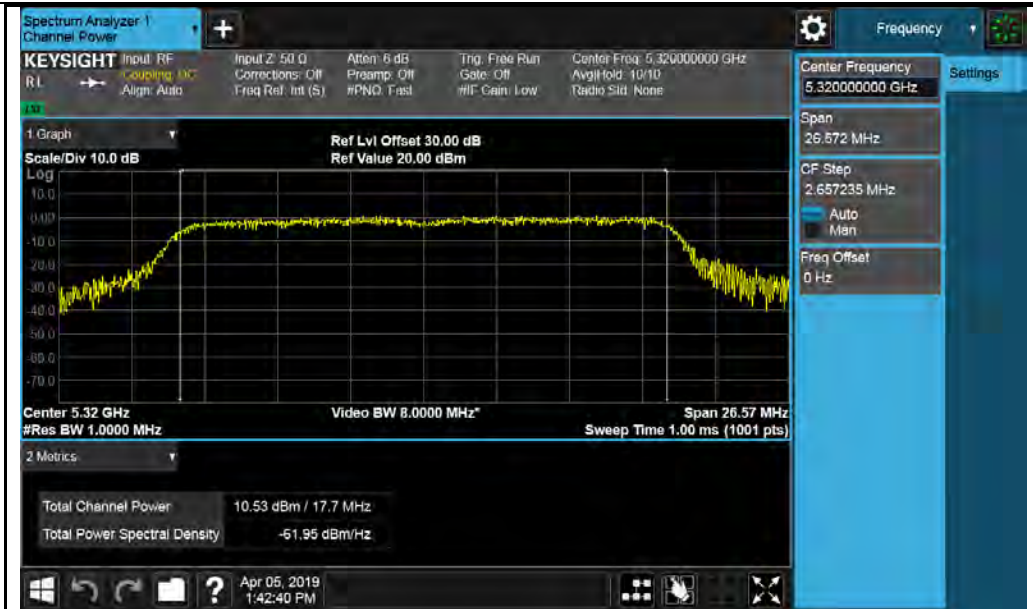 Spectrum Analyzer 1
Channel Power
+
Frequency
KEYSIGHT Input: RF
R L
Coupling: DC
Align: Auto
Input Z: 50 Ω
Corrections: Off
Freq Ref: Int (S)
Atten: 6 dB
Preamp: Off
#PNO: Fast
Trig: Free Run
Gate: Off
#IF Gain: Low
Center Freq: 5.320000000 GHz
Avg|Hold: 10/10
Radio Std: None
LXI
Center Frequency
5.320000000 GHz
Settings
Span
26.572 MHz
CF Step
2.657235 MHz
Auto
Man
Freq Offset
0 Hz
1 Graph
Scale/Div 10.0 dB
Ref Lvl Offset 30.00 dB
Ref Value 20.00 dBm
Log
10.0
0.00
-10.0
-20.0
-30.0
-40.0
-50.0
-60.0
-70.0
Center 5.32 GHz
#Res BW 1.0000 MHz
Video BW 8.0000 MHz*
Span 26.57 MHz
Sweep Time 1.00 ms (1001 pts)
2 Metrics
Total Channel Power 10.53 dBm / 17.7 MHz
Total Power Spectral Density -61.95 dBm/Hz
?
Apr 05, 2019
1:42:40 PM